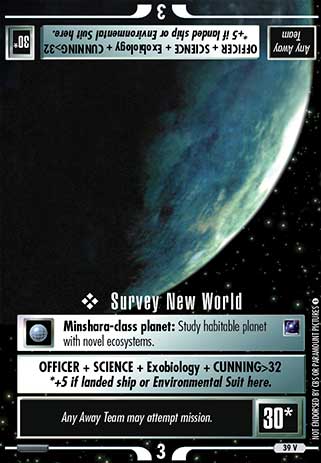 3
OFFICER + SCIENCE + Exobiology + CUNNING>32
*+5 if landed ship or Environmental Suit here.
30*
Any Away
Team
❖ Survey New World
Minshara-class planet: Study habitable planet
with novel ecosystems.
OFFICER + SCIENCE + Exobiology + CUNNING>32
*+5 if landed ship or Environmental Suit here.
Any Away Team may attempt mission.
30*
3
39 V
NOT ENDORSED BY CBS OR PARAMOUNT PICTURES